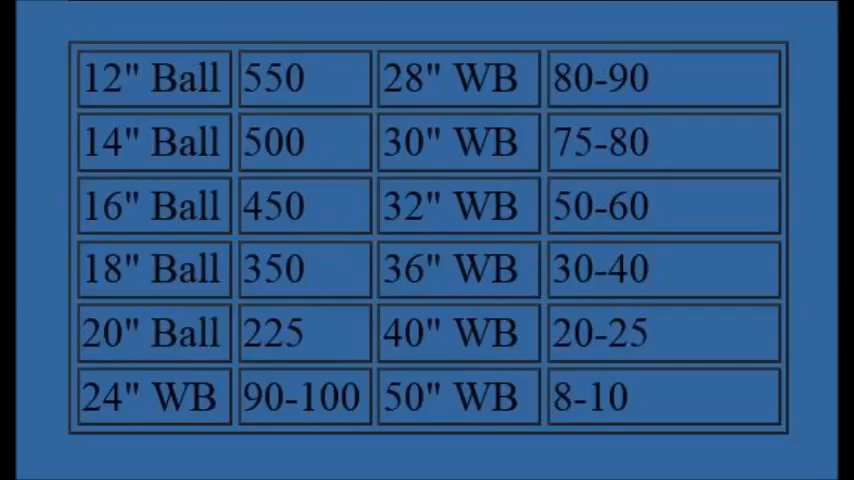 12" Ball 550 28" WB 80-90
14" Ball 500 30" WB 75-80
16" Ball 450 32" WB 50-60
18" Ball 350 36" WB 30-40
20" Ball 225 40" WB 20-25
24" WB 90-100 50" WB 8-10